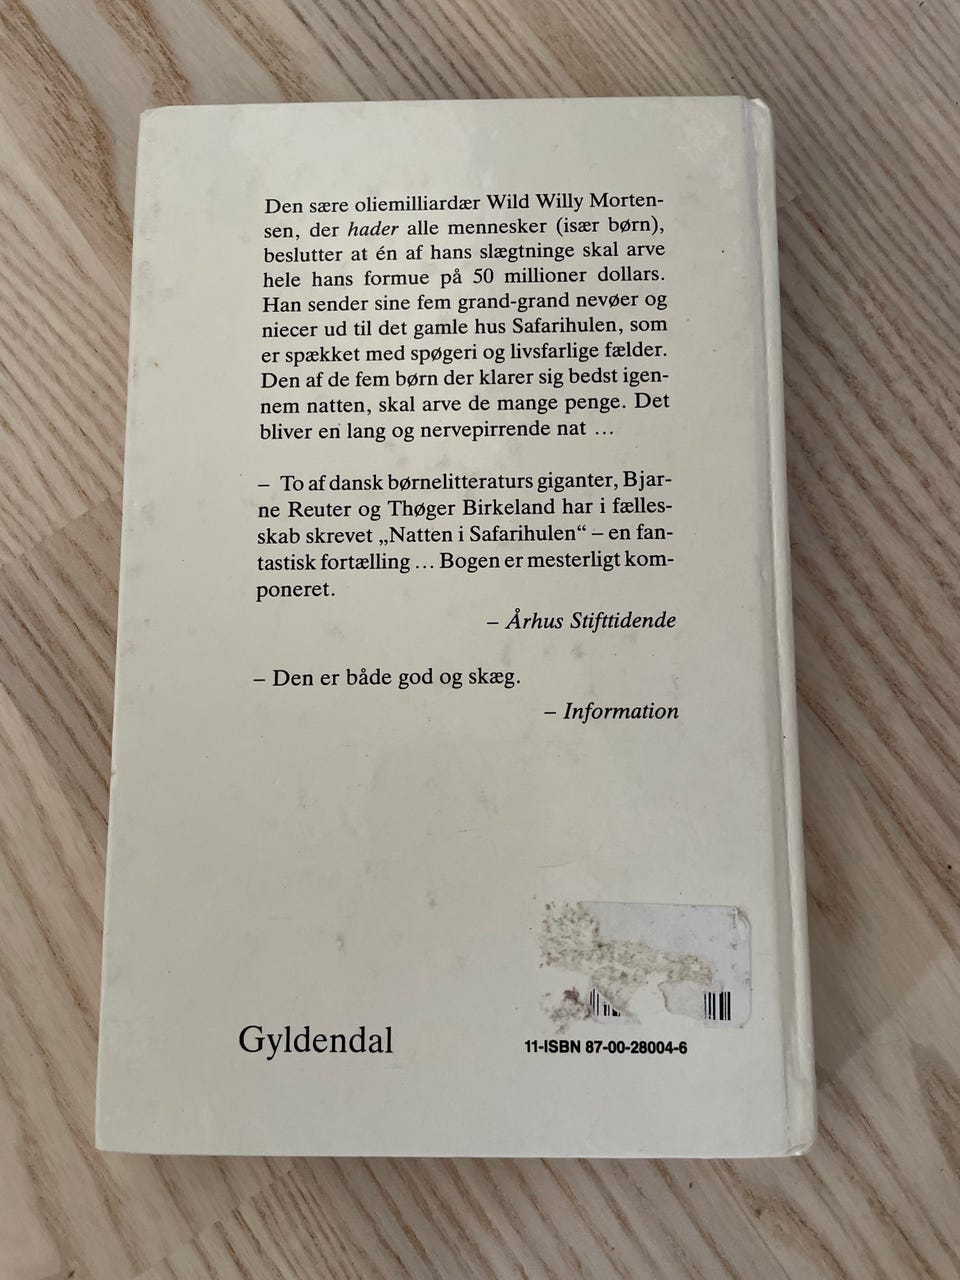 Den sære oliemilliardær Wild Willy Morten-
sen, der hader alle mennesker (især børn),
beslutter at én af hans slægtninge skal arve
hele hans formue på 50 millioner dollars.
Han sender sine fem grand-grand nevøer og
niecer ud til det gamle hus Safarihulen, som
er spækket med spøgeri og livsfarlige fælder.
Den af de fem børn der klarer sig bedst igen-
nem natten, skal arve de mange penge. Det
bliver en lang og nervepirrende nat ...
– To af dansk børnelitteraturs giganter, Bjar-
ne Reuter og Thøger Birkeland har i fælles-
skab skrevet „Natten i Safarihulen“ – en fan-
tastisk fortælling ... Bogen er mesterligt kom-
poneret.
– Århus Stifttidende
– Den er både god og skæg.
– Information
Gyldendal
11-ISBN 87-00-28004-6